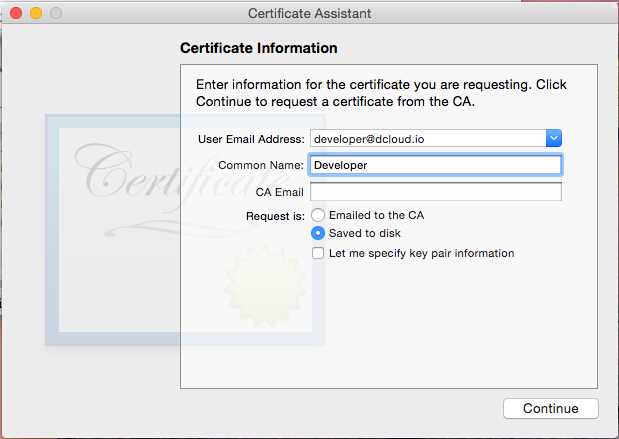 Certificate Assistant
Certificate Information
Enter information for the certificate you are requesting. Click
Continue to request a certificate from the CA.
User Email Address: developer@dcloud.io
Common Name: Developer
CA Email
Request is: Emailed to the CA
Saved to disk
Let me specify key pair information
Certificate
Continue